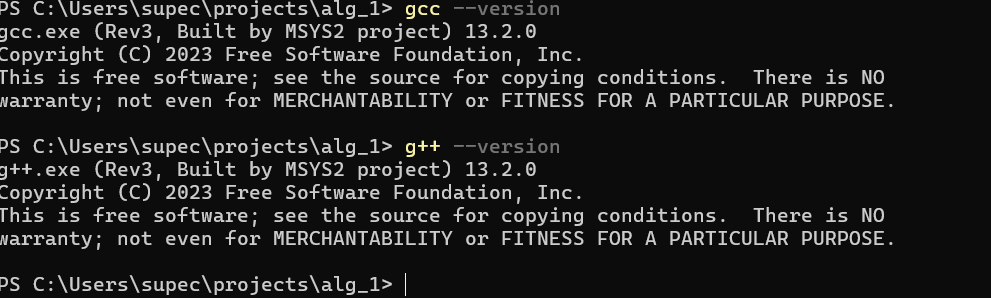 PS C:\Users\supec\projects\alg_1> gcc --version
gcc.exe (Rev3, Built by MSYS2 project) 13.2.0
Copyright (C) 2023 Free Software Foundation, Inc.
This is free software; see the source for copying conditions.  There is NO
warranty; not even for MERCHANTABILITY or FITNESS FOR A PARTICULAR PURPOSE.
PS C:\Users\supec\projects\alg_1> g++ --version
g++.exe (Rev3, Built by MSYS2 project) 13.2.0
Copyright (C) 2023 Free Software Foundation, Inc.
This is free software; see the source for copying conditions.  There is NO
warranty; not even for MERCHANTABILITY or FITNESS FOR A PARTICULAR PURPOSE.
PS C:\Users\supec\projects\alg_1>